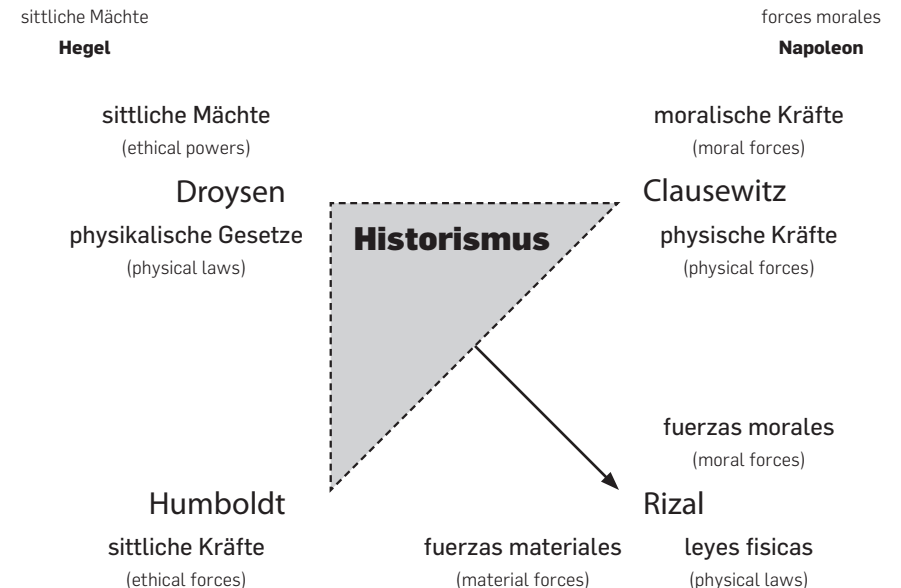 sittliche Mächte
Hegel
forces morales
Napoleon
sittliche Mächte
(ethical powers)
Droysen
physikalische Gesetze
(physical laws)
Historismus
moralische Kräfte
(moral forces)
Clausewitz
physische Kräfte
(physical forces)
Humboldt
sittliche Kräfte
(ethical forces)
fuerzas morales
(moral forces)
Rizal
fuerzas materiales
(material forces)
leyes fisicas
(physical laws)